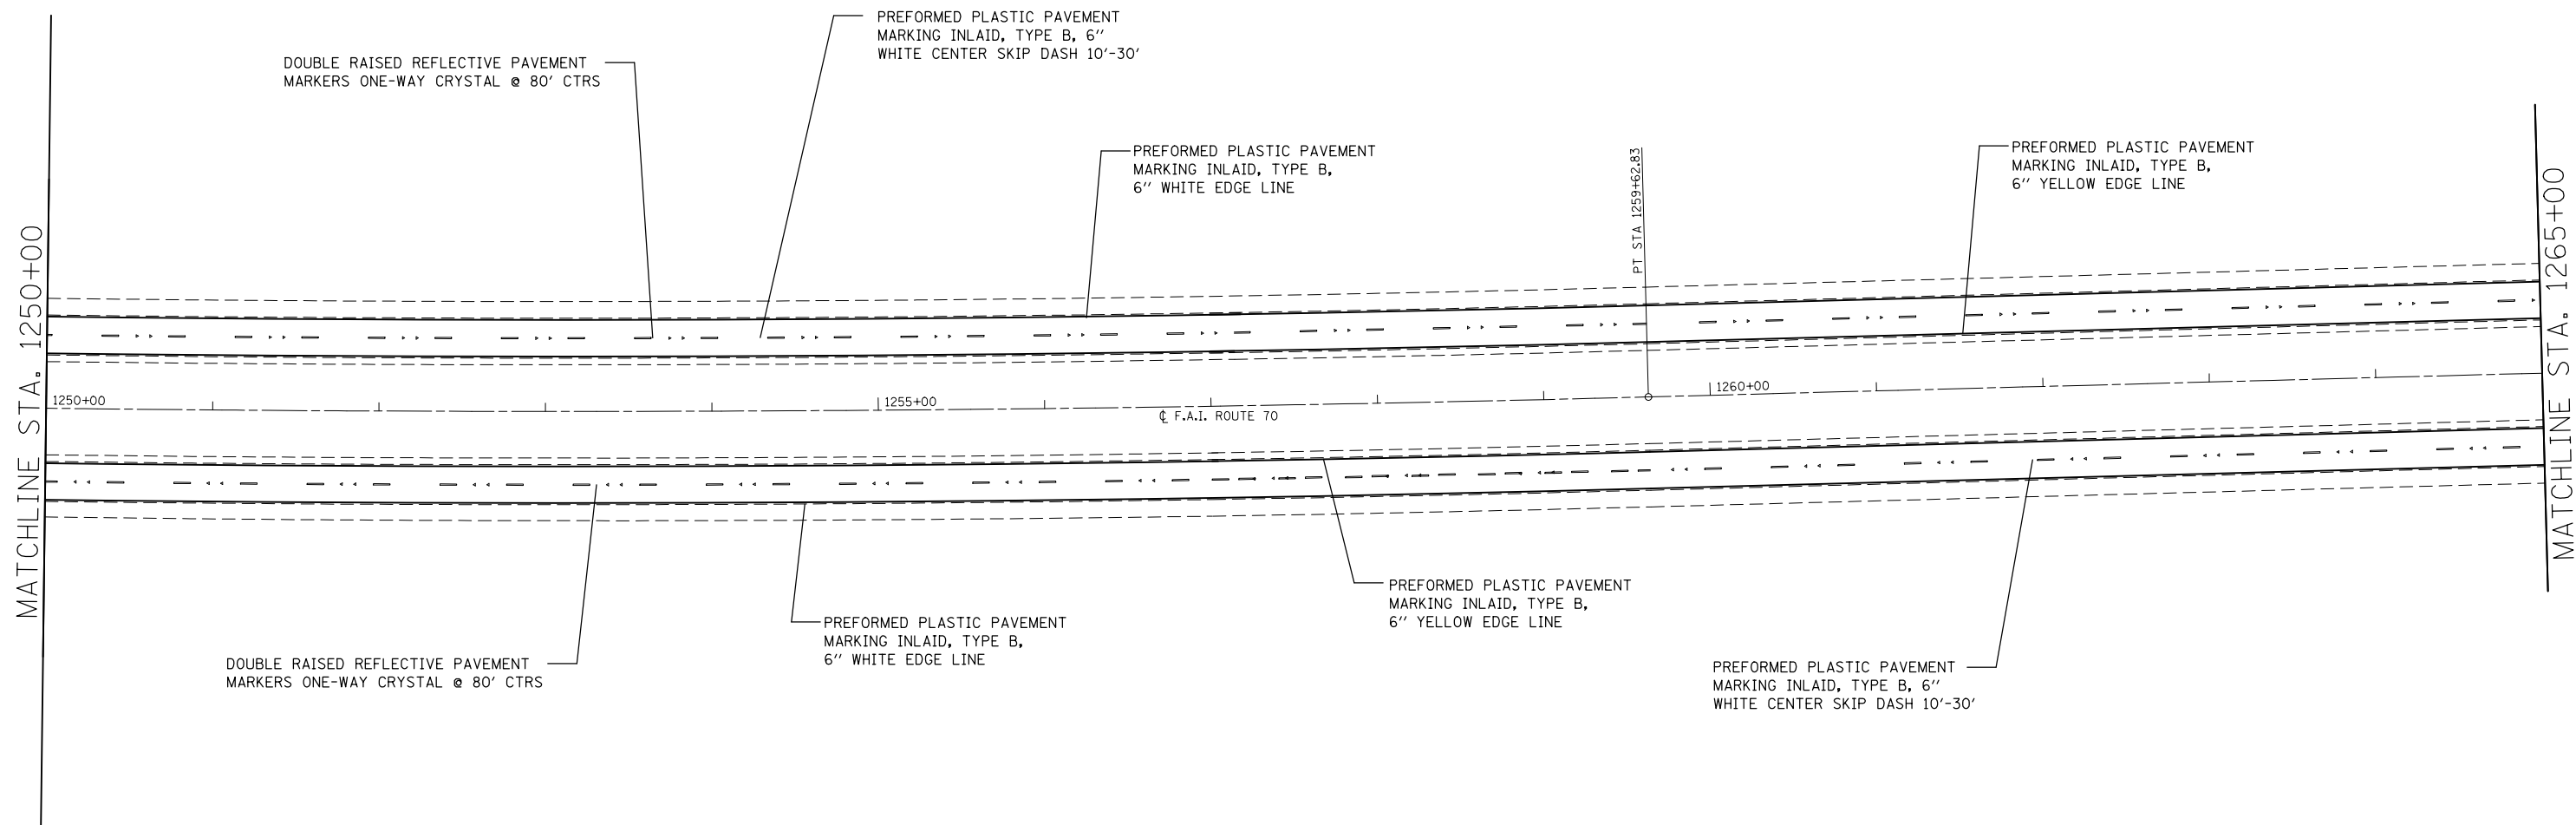 PREFORMED PLASTIC PAVEMENT
MARKING INLAID, TYPE B, 6''
WHITE CENTER SKIP DASH 10'-30'
DOUBLE RAISED REFLECTIVE PAVEMENT
MARKERS ONE-WAY CRYSTAL @ 80' CTRS
PREFORMED PLASTIC PAVEMENT
MARKING INLAID, TYPE B,
6'' WHITE EDGE LINE
PT STA 1259+62.83
PREFORMED PLASTIC PAVEMENT
MARKING INLAID, TYPE B,
6'' YELLOW EDGE LINE
MATCHLINE STA. 1250+00
MATCHLINE STA. 1265+00
1250+00
1255+00
1260+00
℄ F.A.I. ROUTE 70
PREFORMED PLASTIC PAVEMENT
MARKING INLAID, TYPE B,
6'' YELLOW EDGE LINE
PREFORMED PLASTIC PAVEMENT
MARKING INLAID, TYPE B,
6'' WHITE EDGE LINE
DOUBLE RAISED REFLECTIVE PAVEMENT
MARKERS ONE-WAY CRYSTAL @ 80' CTRS
PREFORMED PLASTIC PAVEMENT
MARKING INLAID, TYPE B, 6''
WHITE CENTER SKIP DASH 10'-30'